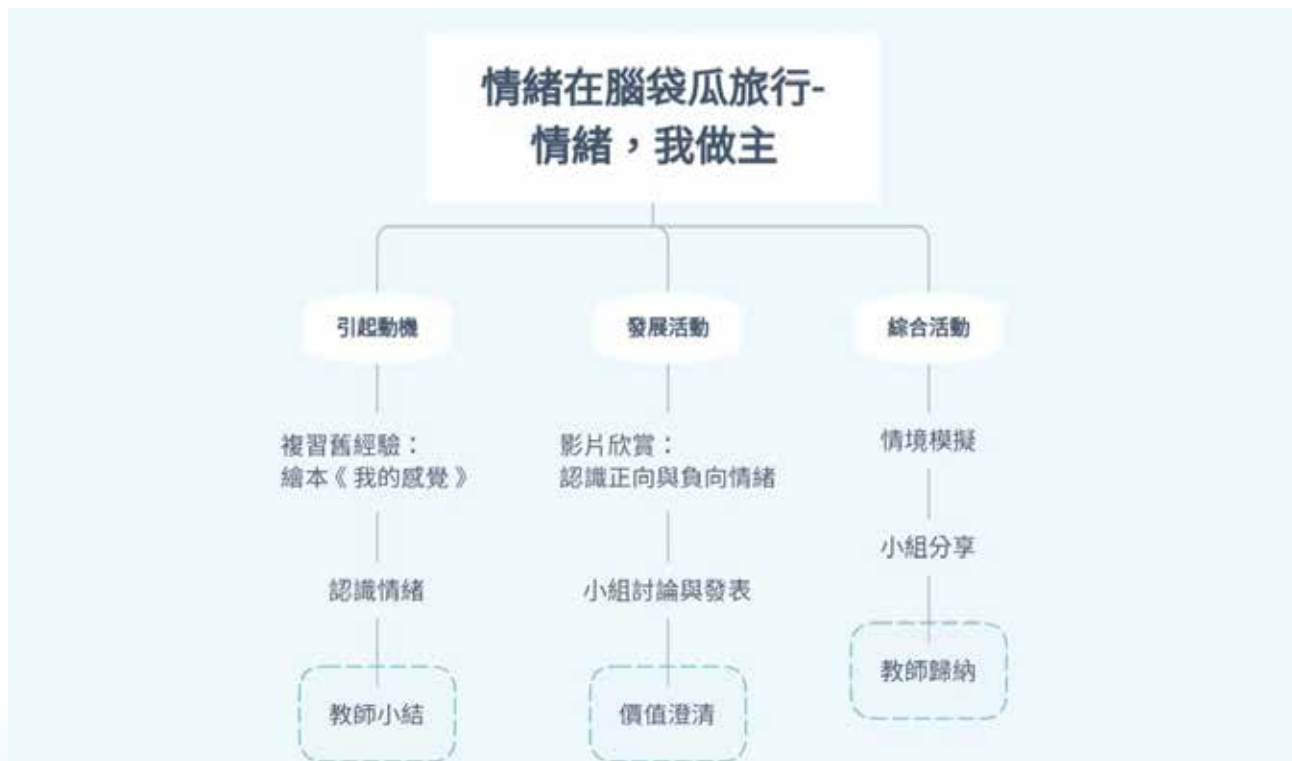 情緒在腦袋瓜旅行-
情緒，我做主
引起動機
發展活動
綜合活動
複習舊經驗：
繪本《我的感覺》
影片欣賞：
認識正向與負向情緒
情境模擬
小組分享
認識情緒
小組討論與發表
教師歸納
教師小結
價值澄清